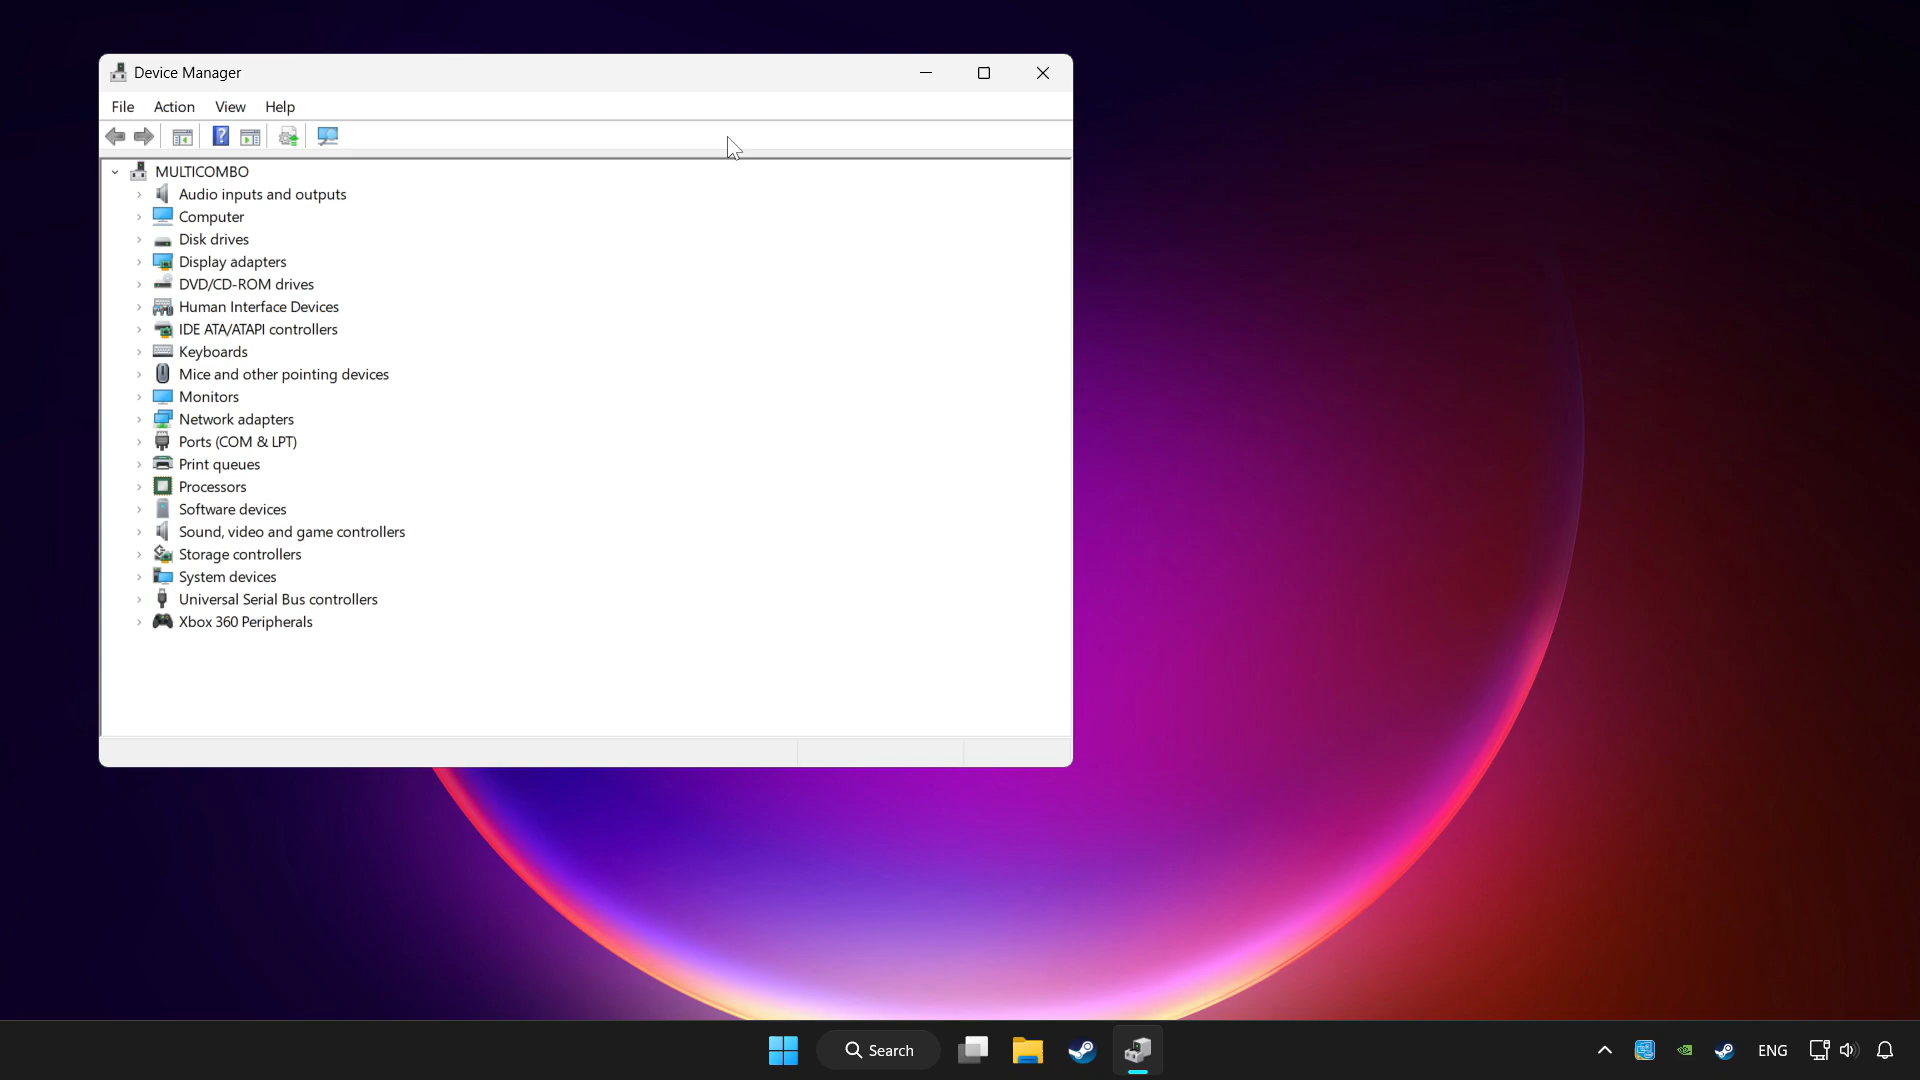 Device Manager
File Action View Help
MULTICOMBO
Audio inputs and outputs
Computer
Disk drives
Display adapters
DVD/CD-ROM drives
Human Interface Devices
IDE ATA/ATAPI controllers
Keyboards
Mice and other pointing devices
Monitors
Network adapters
Ports (COM & LPT)
Print queues
Processors
Software devices
Sound, video and game controllers
Storage controllers
System devices
Universal Serial Bus controllers
Xbox 360 Peripherals
Search
ENG